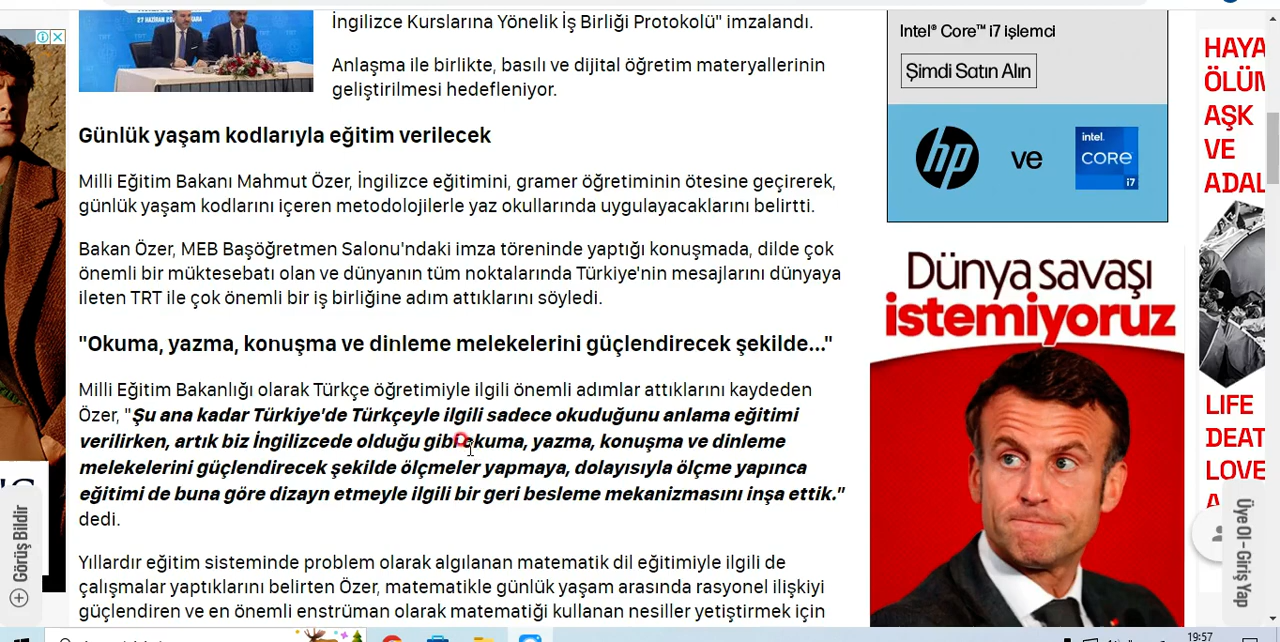 27 HAZİRAN
İngilizce Kurslarına Yönelik İş Birliği Protokolü" imzalandı.
Anlaşma ile birlikte, basılı ve dijital öğretim materyallerinin
geliştirilmesi hedefleniyor.
Günlük yaşam kodlarıyla eğitim verilecek
Milli Eğitim Bakanı Mahmut Özer, İngilizce eğitimini, gramer öğretiminin ötesine geçirerek,
günlük yaşam kodlarını içeren metodolojilerle yaz okullarında uygulayacaklarını belirtti.
Bakan Özer, MEB Başöğretmen Salonu'ndaki imza töreninde yaptığı konuşmada, dilde çok
önemli bir müktesebatı olan ve dünyanın tüm noktalarında Türkiye'nin mesajlarını dünyaya
ileten TRT ile çok önemli bir iş birliğine adım attıklarını söyledi.
"Okuma, yazma, konuşma ve dinleme melekelerini güçlendirecek şekilde..."
Milli Eğitim Bakanlığı olarak Türkçe öğretimiyle ilgili önemli adımlar attıklarını kaydeden
Özer, "Şu ana kadar Türkiye'de Türkçeyle ilgili sadece okuduğunu anlama eğitimi
verilirken, artık biz İngilizcede olduğu gibi okuma, yazma, konuşma ve dinleme
melekelerini güçlendirecek şekilde ölçmeler yapmaya, dolayısıyla ölçme yapınca
eğitimi de buna göre dizayn etmeyle ilgili bir geri besleme mekanizmasını inşa ettik."
dedi.
Yıllardır eğitim sisteminde problem olarak algılanan matematik dil eğitimiyle ilgili de
çalışmalar yaptıklarını belirten Özer, matematikle günlük yaşam arasında rasyonel ilişkiyi
güçlendiren ve en önemli enstrüman olarak matematiği kullanan nesiller yetiştirmek için
Intel® Core™ i7 işlemci
Şimdi Satın Alın
hp
ve
intel.
CORE
i7
Dünya savaşı
istemiyoruz
HAYA
ÖLÜM
AŞK
VE
ADAL
LIFE
DEAT
LOVE
A
Görüş Bildir
Üye Ol - Giriş Yap
19:57